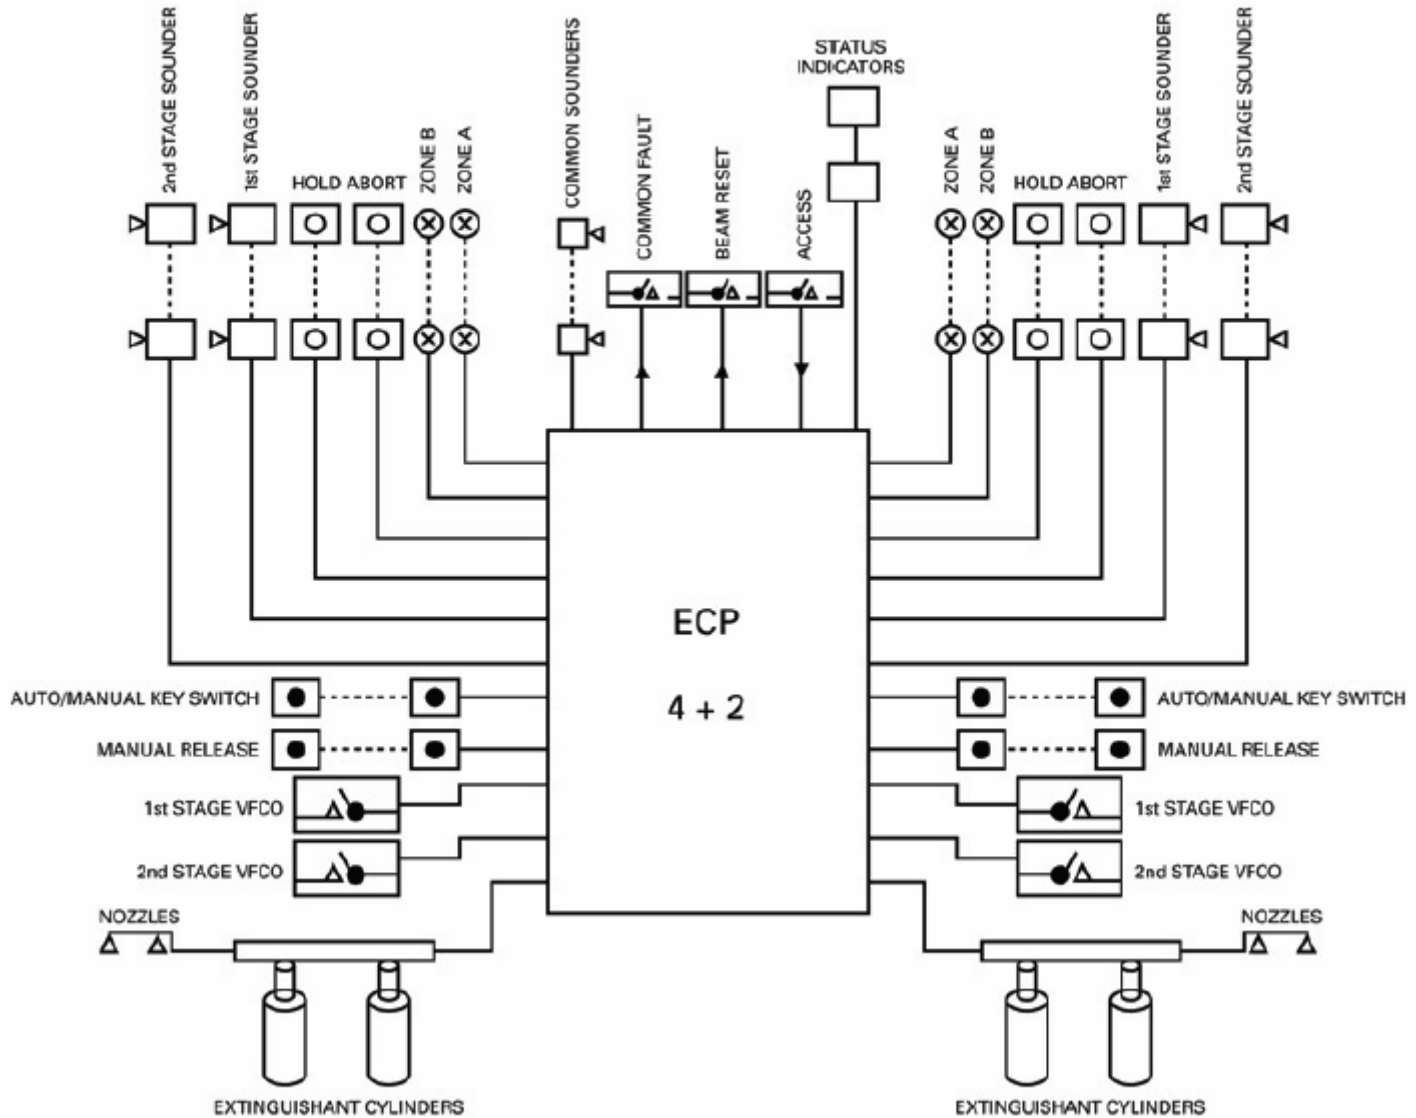 2nd STAGE SOUNDER
1st STAGE SOUNDER
HOLD ABORT
ZONE B
ZONE A
COMMON SOUNDERS
COMMON FAULT
BEAM RESET
ACCESS
STATUS
INDICATORS
ZONE A
ZONE B
HOLD ABORT
1st STAGE SOUNDER
2nd STAGE SOUNDER
ECP
4 + 2
AUTO/MANUAL KEY SWITCH
AUTO/MANUAL KEY SWITCH
MANUAL RELEASE
MANUAL RELEASE
1st STAGE VFCO
1st STAGE VFCO
2nd STAGE VFCO
2nd STAGE VFCO
NOZZLES
NOZZLES
EXTINGUISHANT CYLINDERS
EXTINGUISHANT CYLINDERS